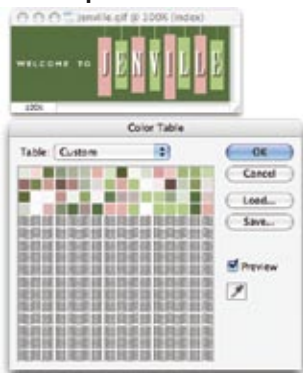 jenville.gif @ 100% (Index)
WELCOME TO JENVILLE
100%
Color Table
Table: Custom
OK
Cancel
Load...
Save...
Preview